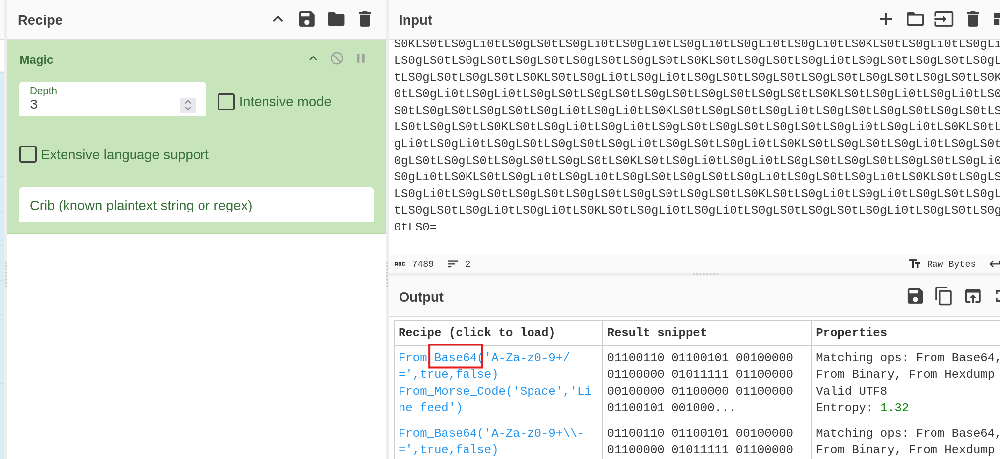 Recipe
Magic
Depth
3
Intensive mode
Extensive language support
Crib (known plaintext string or regex)
Input
S0KLS0tLS0gLi0tLS0gLS0tLS0gLi0tLS0gLi0tLS0gLi0tLS0gLi0tLS0gLi0tLS0KLS0tLS0gLi0tLS0gLi
LS0gLS0tLS0gLS0tLS0gLS0tLS0gLS0tLS0gLS0tLS0KLS0tLS0gLS0tLS0gLi0tLS0gLS0tLS0gLS0tLS0gL
tLS0gLS0tLS0gLS0tLS0KLS0tLS0gLi0tLS0gLi0tLS0gLS0tLS0gLS0tLS0gLS0tLS0gLS0tLS0gLS0tLS0K
0tLS0gLi0tLS0gLi0tLS0gLS0tLS0gLS0tLS0gLS0tLS0gLS0tLS0gLS0tLS0KLS0tLS0gLi0tLS0gLi0tLS0
S0tLS0gLS0tLS0gLS0tLS0gLi0tLS0gLi0tLS0KLS0tLS0gLS0tLS0gLi0tLS0gLS0tLS0gLS0tLS0gLS0tLS
LS0tLS0gLS0tLS0KLS0tLS0gLi0tLS0gLi0tLS0gLS0tLS0gLS0tLS0gLS0tLS0gLi0tLS0gLi0tLS0KLS0tL
gLi0tLS0gLi0tLS0gLS0tLS0gLS0tLS0gLi0tLS0gLS0tLS0gLi0tLS0KLS0tLS0gLS0tLS0gLi0tLS0gLS0t
0gLS0tLS0gLS0tLS0gLS0tLS0gLS0tLS0KLS0tLS0gLi0tLS0gLi0tLS0gLS0tLS0gLS0tLS0gLS0tLS0gLi0
S0gLi0tLS0KLS0tLS0gLi0tLS0gLi0tLS0gLS0tLS0gLS0tLS0gLi0tLS0gLS0tLS0gLi0tLS0KLS0tLS0gLS
LS0gLi0tLS0gLS0tLS0gLS0tLS0gLS0tLS0gLS0tLS0gLS0tLS0KLS0tLS0gLi0tLS0gLi0tLS0gLS0tLS0gL
tLS0gLS0tLS0gLi0tLS0gLi0tLS0KLS0tLS0gLi0tLS0gLi0tLS0gLS0tLS0gLS0tLS0gLi0tLS0gLS0tLS0g
0tLS0=
ABC 7489 2
Raw Bytes
Output
Recipe (click to load) Result snippet Properties
From_Base64('A-Za-z0-9+/ 01100110 01100101 00100000 Matching ops: From Base64,
=',true,false) 01100000 01011111 01100000 From Binary, From Hexdump
From_Morse_Code('Space','Li 00100000 01100000 01100000 Valid UTF8
ne feed') 01100101 001000... Entropy: 1.32
From_Base64('A-Za-z0-9+\\- 01100110 01100101 00100000 Matching ops: From Base64,
=',true,false) 01100000 01011111 01100000 From Binary, From Hexdump